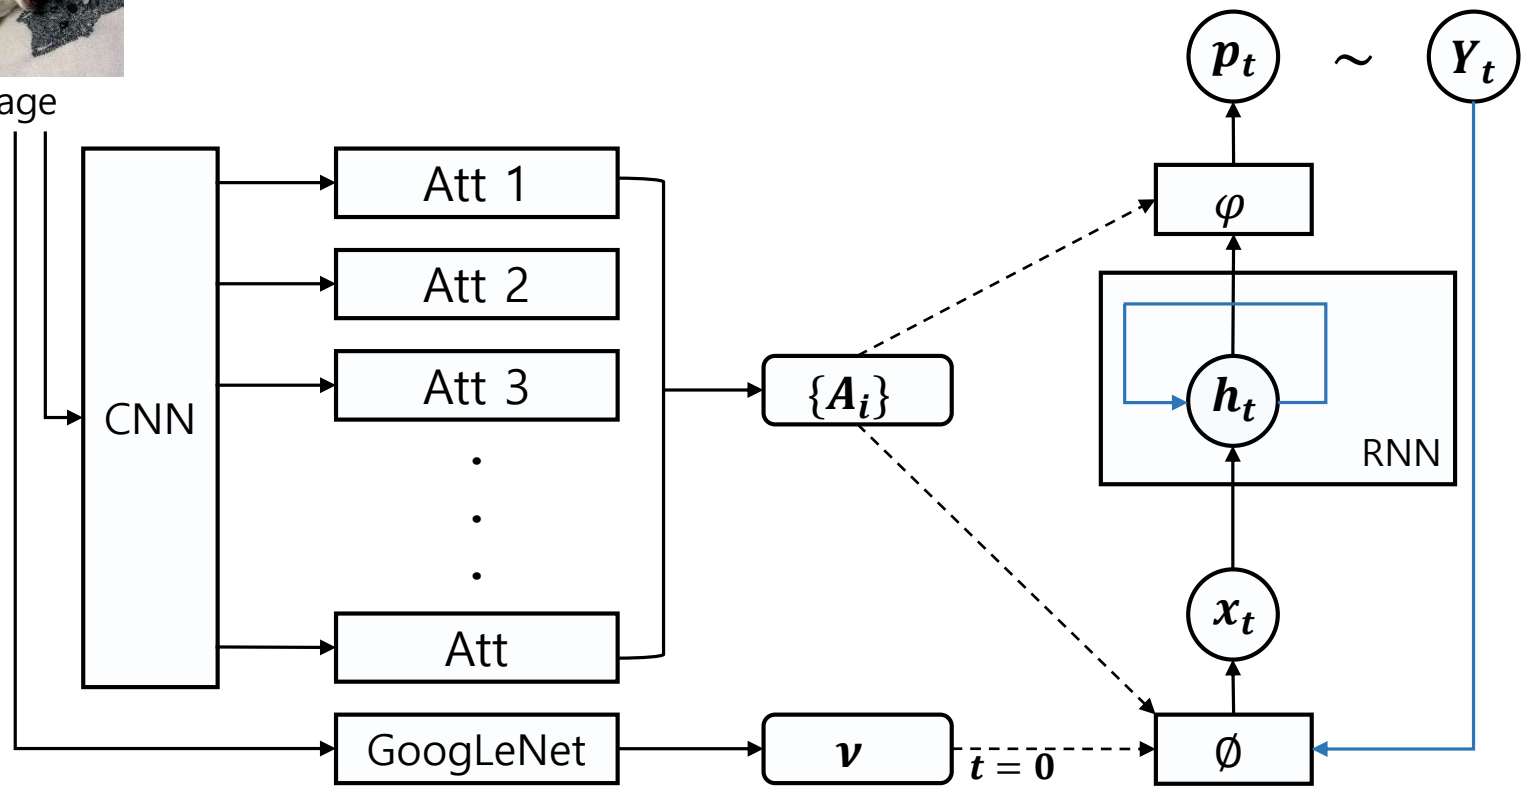 age
CNN
Att 1
Att 2
Att 3
Att
GoogLeNet
{A_i}
v
t = 0
p_t ~ Y_t
φ
h_t
RNN
x_t
∅